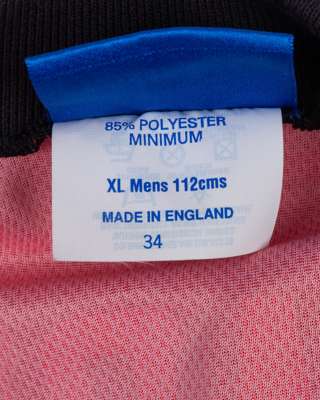 85% POLYESTER
MINIMUM
XL Mens 112cms
MADE IN ENGLAND
34